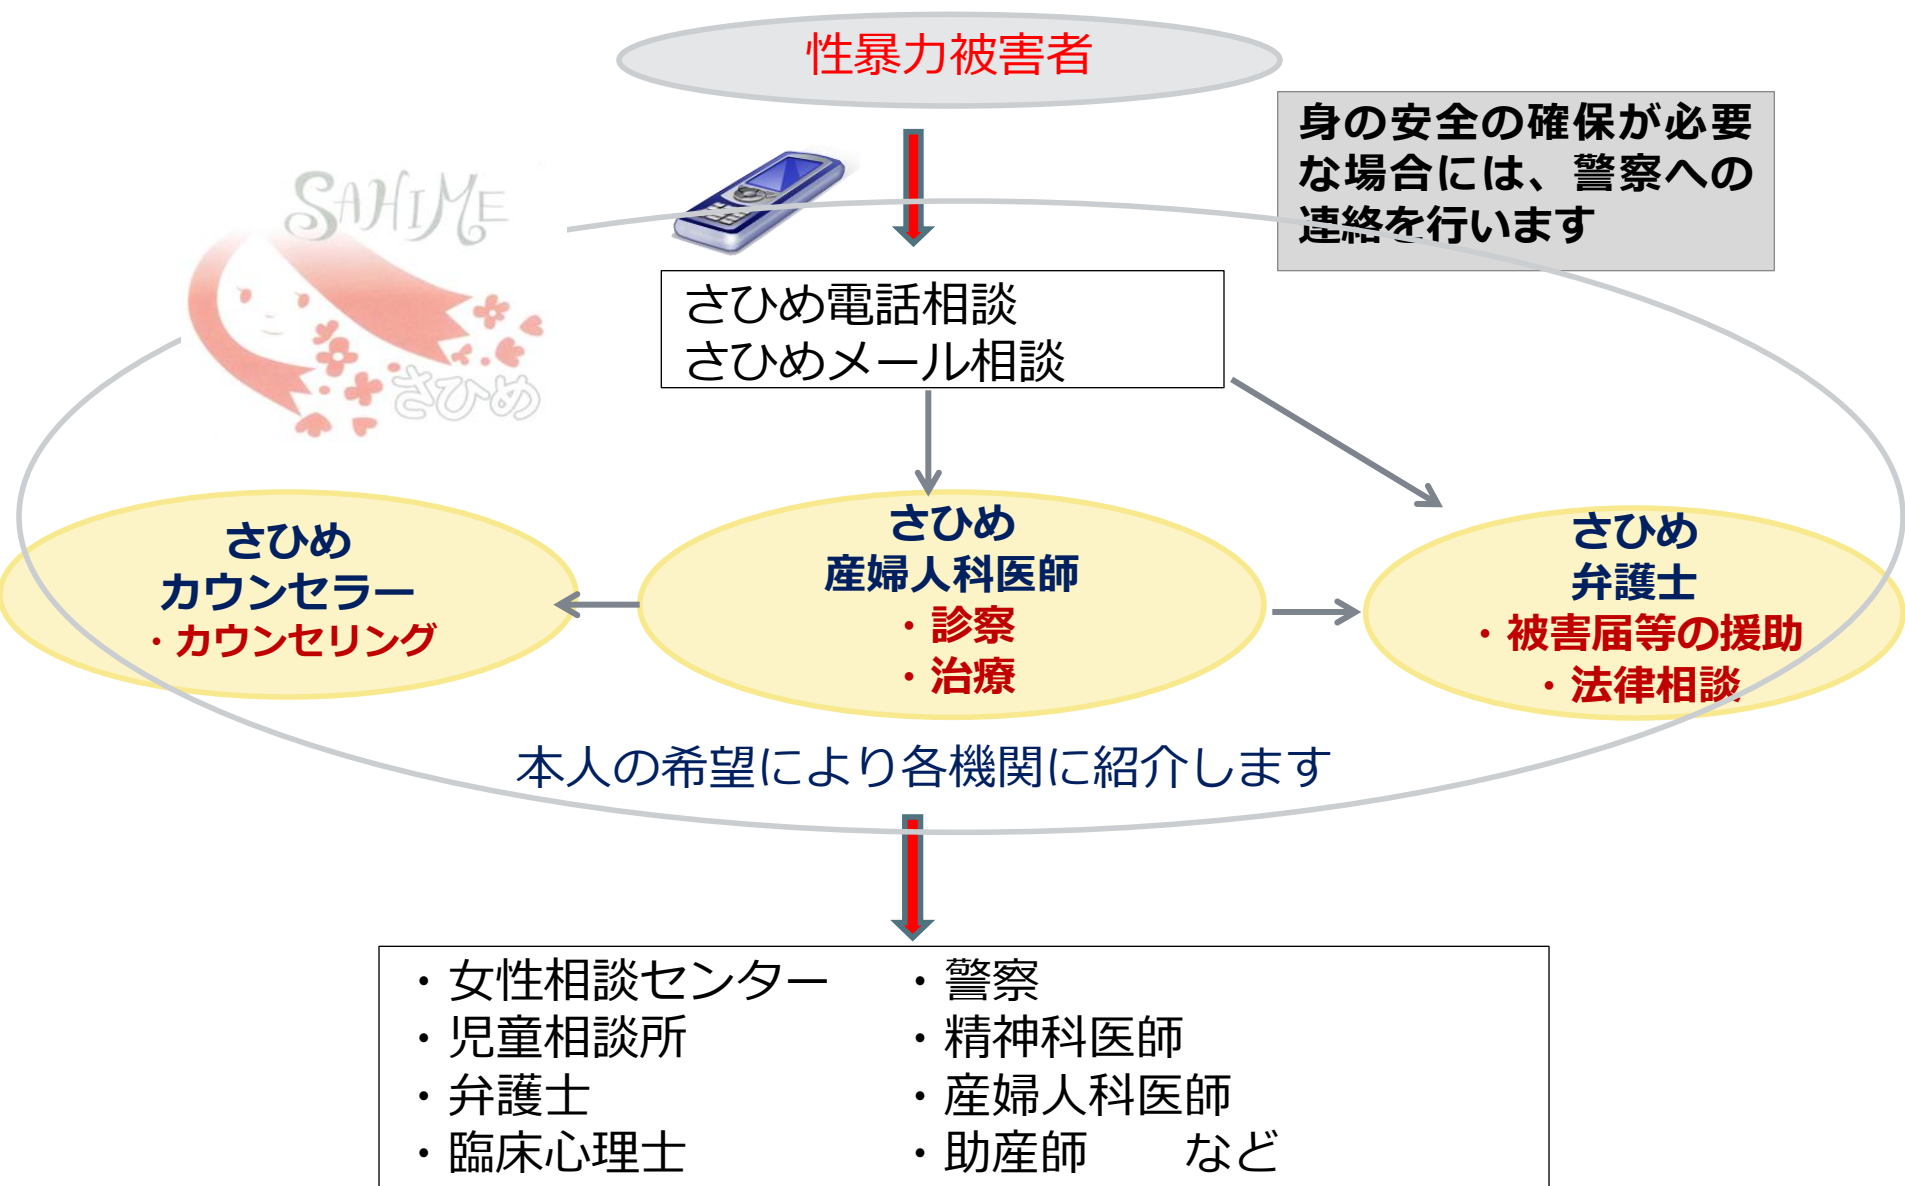 性暴力被害者
身の安全の確保が必要
な場合には、警察への
連絡を行います
SAHIME
さひめ
さひめ電話相談
さひめメール相談
さひめ
カウンセラー
・カウンセリング
さひめ
産婦人科医師
・診察
・治療
さひめ
弁護士
・被害届等の援助
・法律相談
本人の希望により各機関に紹介します
・女性相談センター ・警察
・児童相談所 ・精神科医師
・弁護士 ・産婦人科医師
・臨床心理士 ・助産師 など